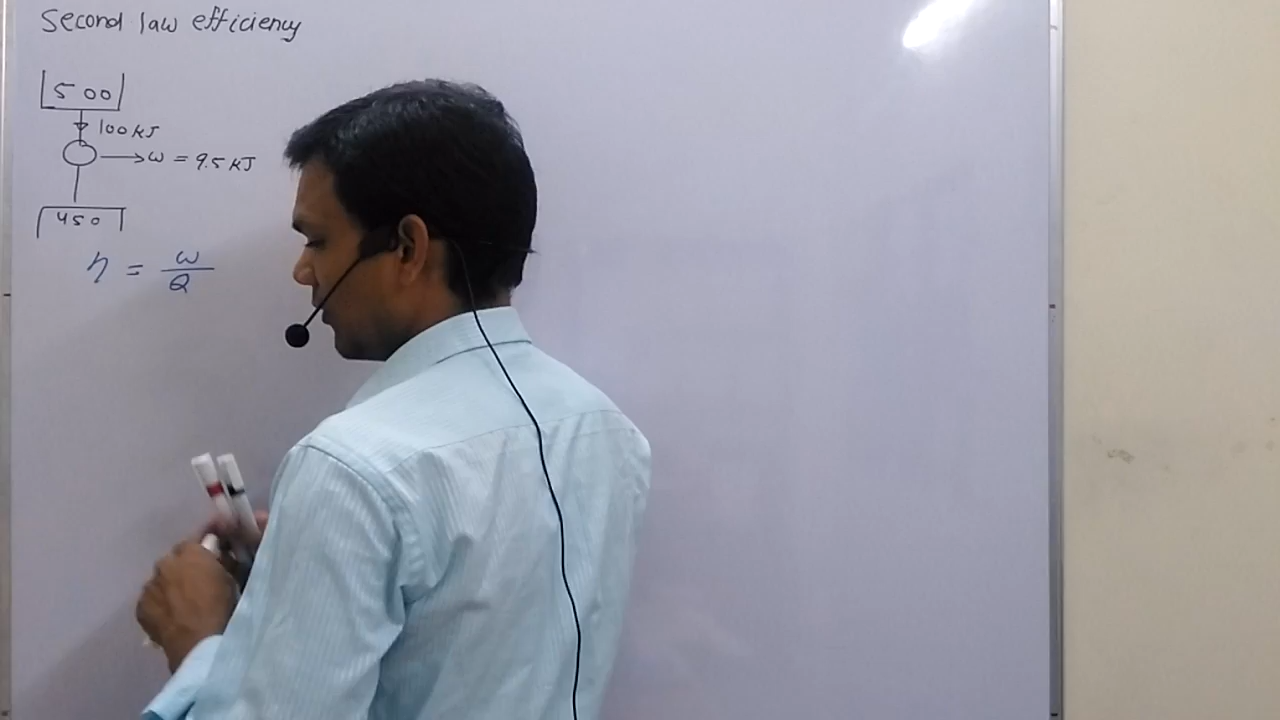 Second law efficiency
500
100 KJ
→ω = 9.5 KJ
450
η = ω/Q